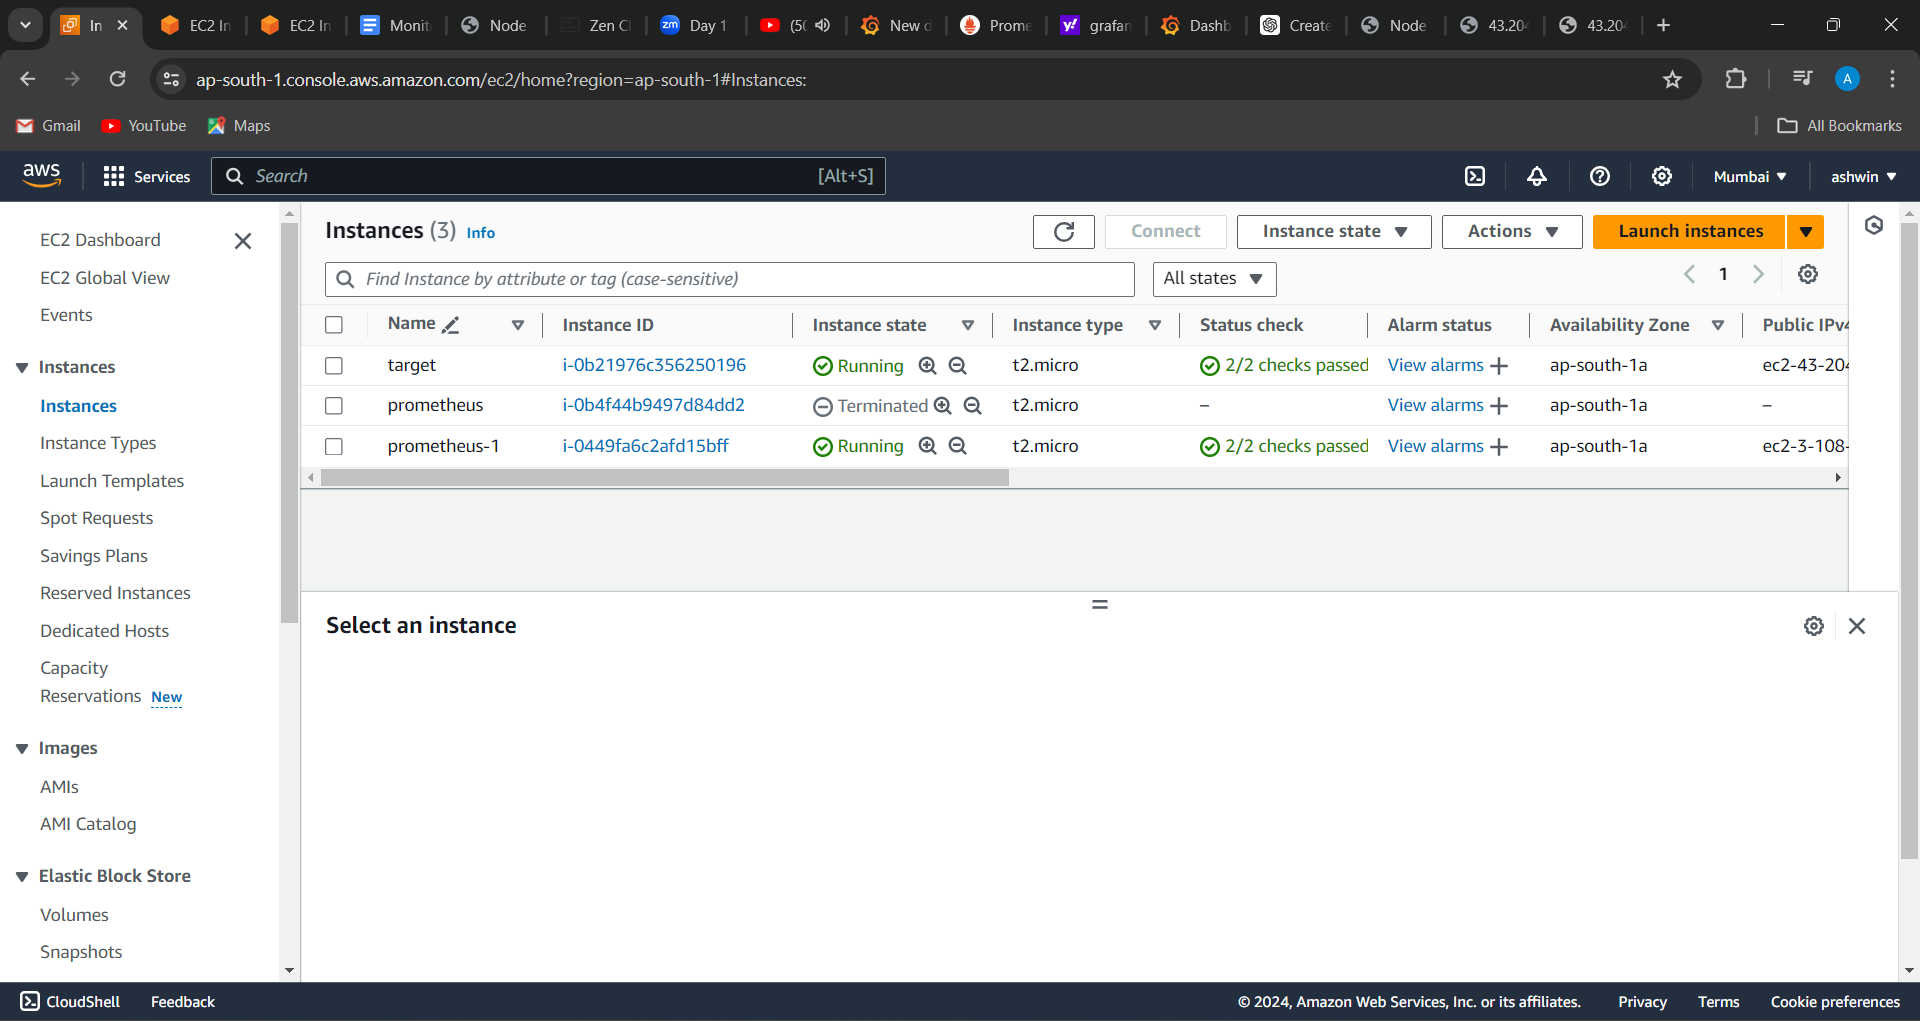 In
EC2 In
EC2 In
Monit
Node
Zen Cl
zm Day 1
(50
New d
Prome
grafan
Dashb
Create
Node
43.204
43.204
ap-south-1.console.aws.amazon.com/ec2/home?region=ap-south-1#Instances:
A
Gmail YouTube Maps All Bookmarks
aws Services Search [Alt+S] Mumbai ashwin
EC2 Dashboard
EC2 Global View
Events
Instances
Instances
Instance Types
Launch Templates
Spot Requests
Savings Plans
Reserved Instances
Dedicated Hosts
Capacity
Reservations New
Images
AMIs
AMI Catalog
Elastic Block Store
Volumes
Snapshots
Instances (3) Info Connect Instance state Actions Launch instances
Find Instance by attribute or tag (case-sensitive) All states 1
Name Instance ID Instance state Instance type Status check Alarm status Availability Zone Public IPv4
target i-0b21976c356250196 Running t2.micro 2/2 checks passed View alarms + ap-south-1a ec2-43-204
prometheus i-0b4f44b9497d84dd2 Terminated t2.micro – View alarms + ap-south-1a –
prometheus-1 i-0449fa6c2afd15bff Running t2.micro 2/2 checks passed View alarms + ap-south-1a ec2-3-108-
Select an instance
CloudShell Feedback © 2024, Amazon Web Services, Inc. or its affiliates. Privacy Terms Cookie preferences